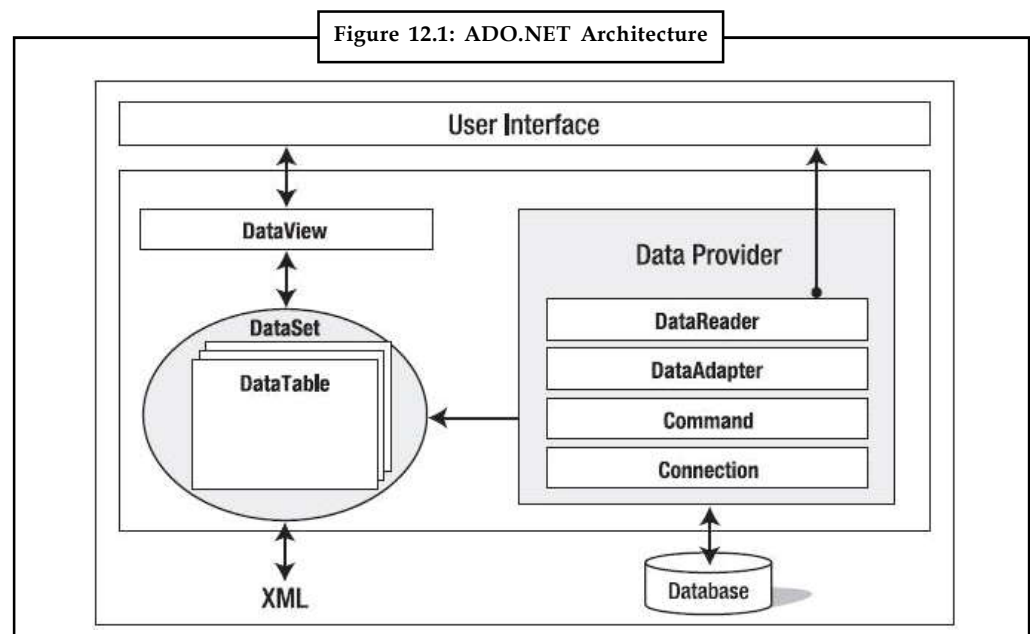 Figure 12.1: ADO.NET Architecture
User Interface
DataView
DataSet
DataTable
XML
Data Provider
DataReader
DataAdapter
Command
Connection
Database